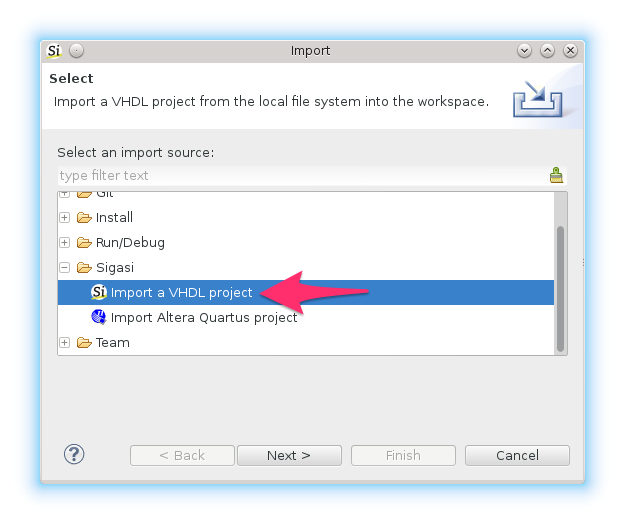 Si
Import
Select
Import a VHDL project from the local file system into the workspace.
Select an import source:
type filter text
Git
Install
Run/Debug
Sigasi
Si Import a VHDL project
Import Altera Quartus project
Team
?
< Back
Next >
Finish
Cancel